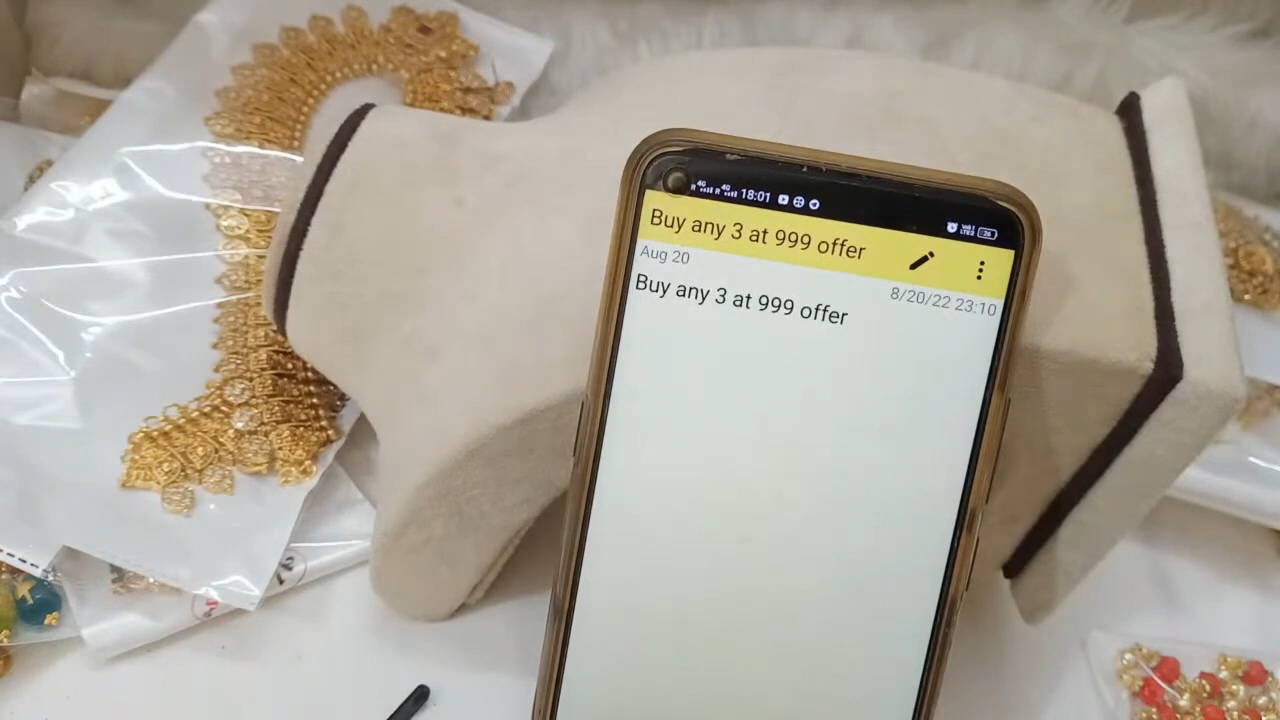 18:01
Buy any 3 at 999 offer
Aug 20
8/20/22 23:10
Buy any 3 at 999 offer